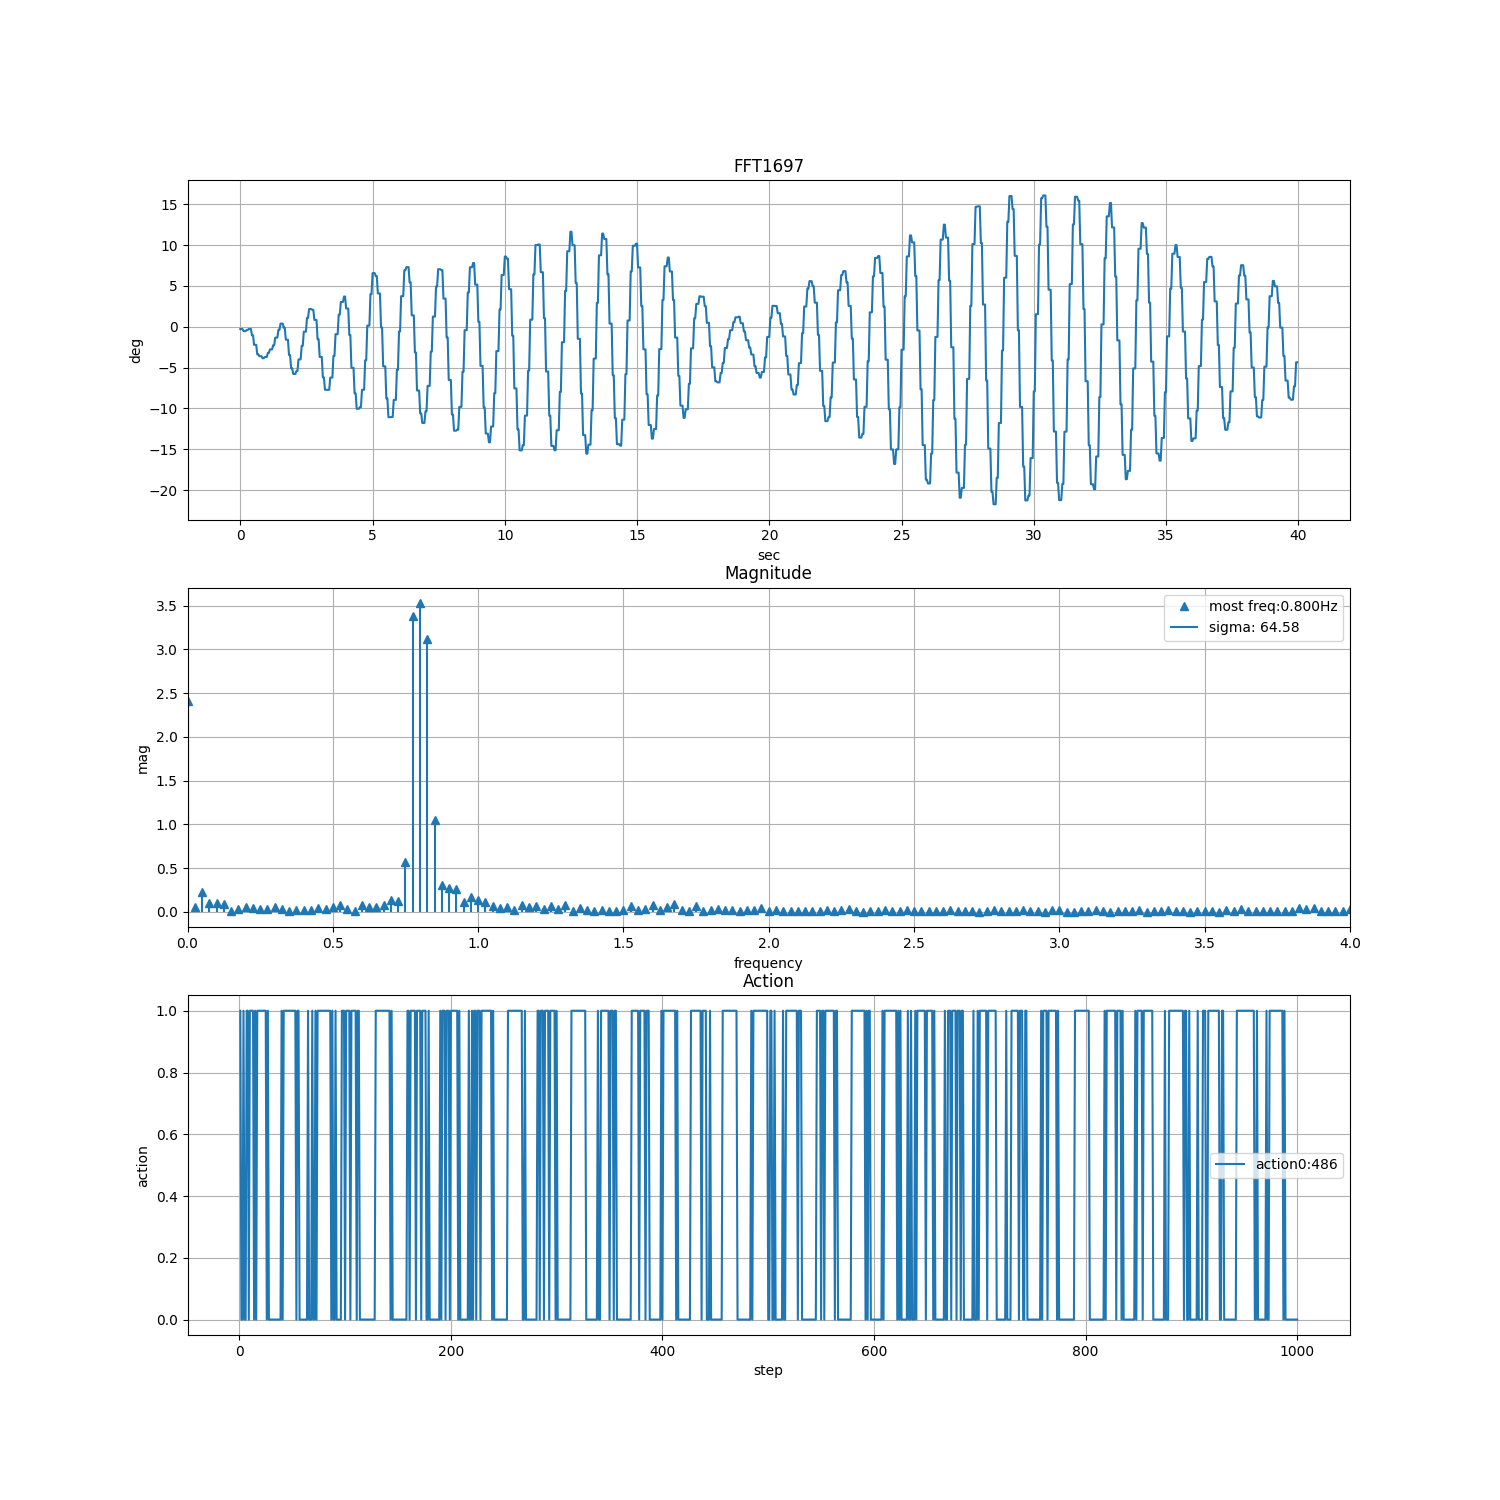 FFT1697
15
10
5
0
−5
−10
−15
−20
deg
0 5 10 15 20 25 30 35 40
sec
Magnitude
3.5
3.0
2.5
2.0
1.5
1.0
0.5
0.0
mag
most freq:0.800Hz
sigma: 64.58
0.0 0.5 1.0 1.5 2.0 2.5 3.0 3.5 4.0
frequency
Action
1.0
0.8
0.6
0.4
0.2
0.0
action
action0:486
0 200 400 600 800 1000
step